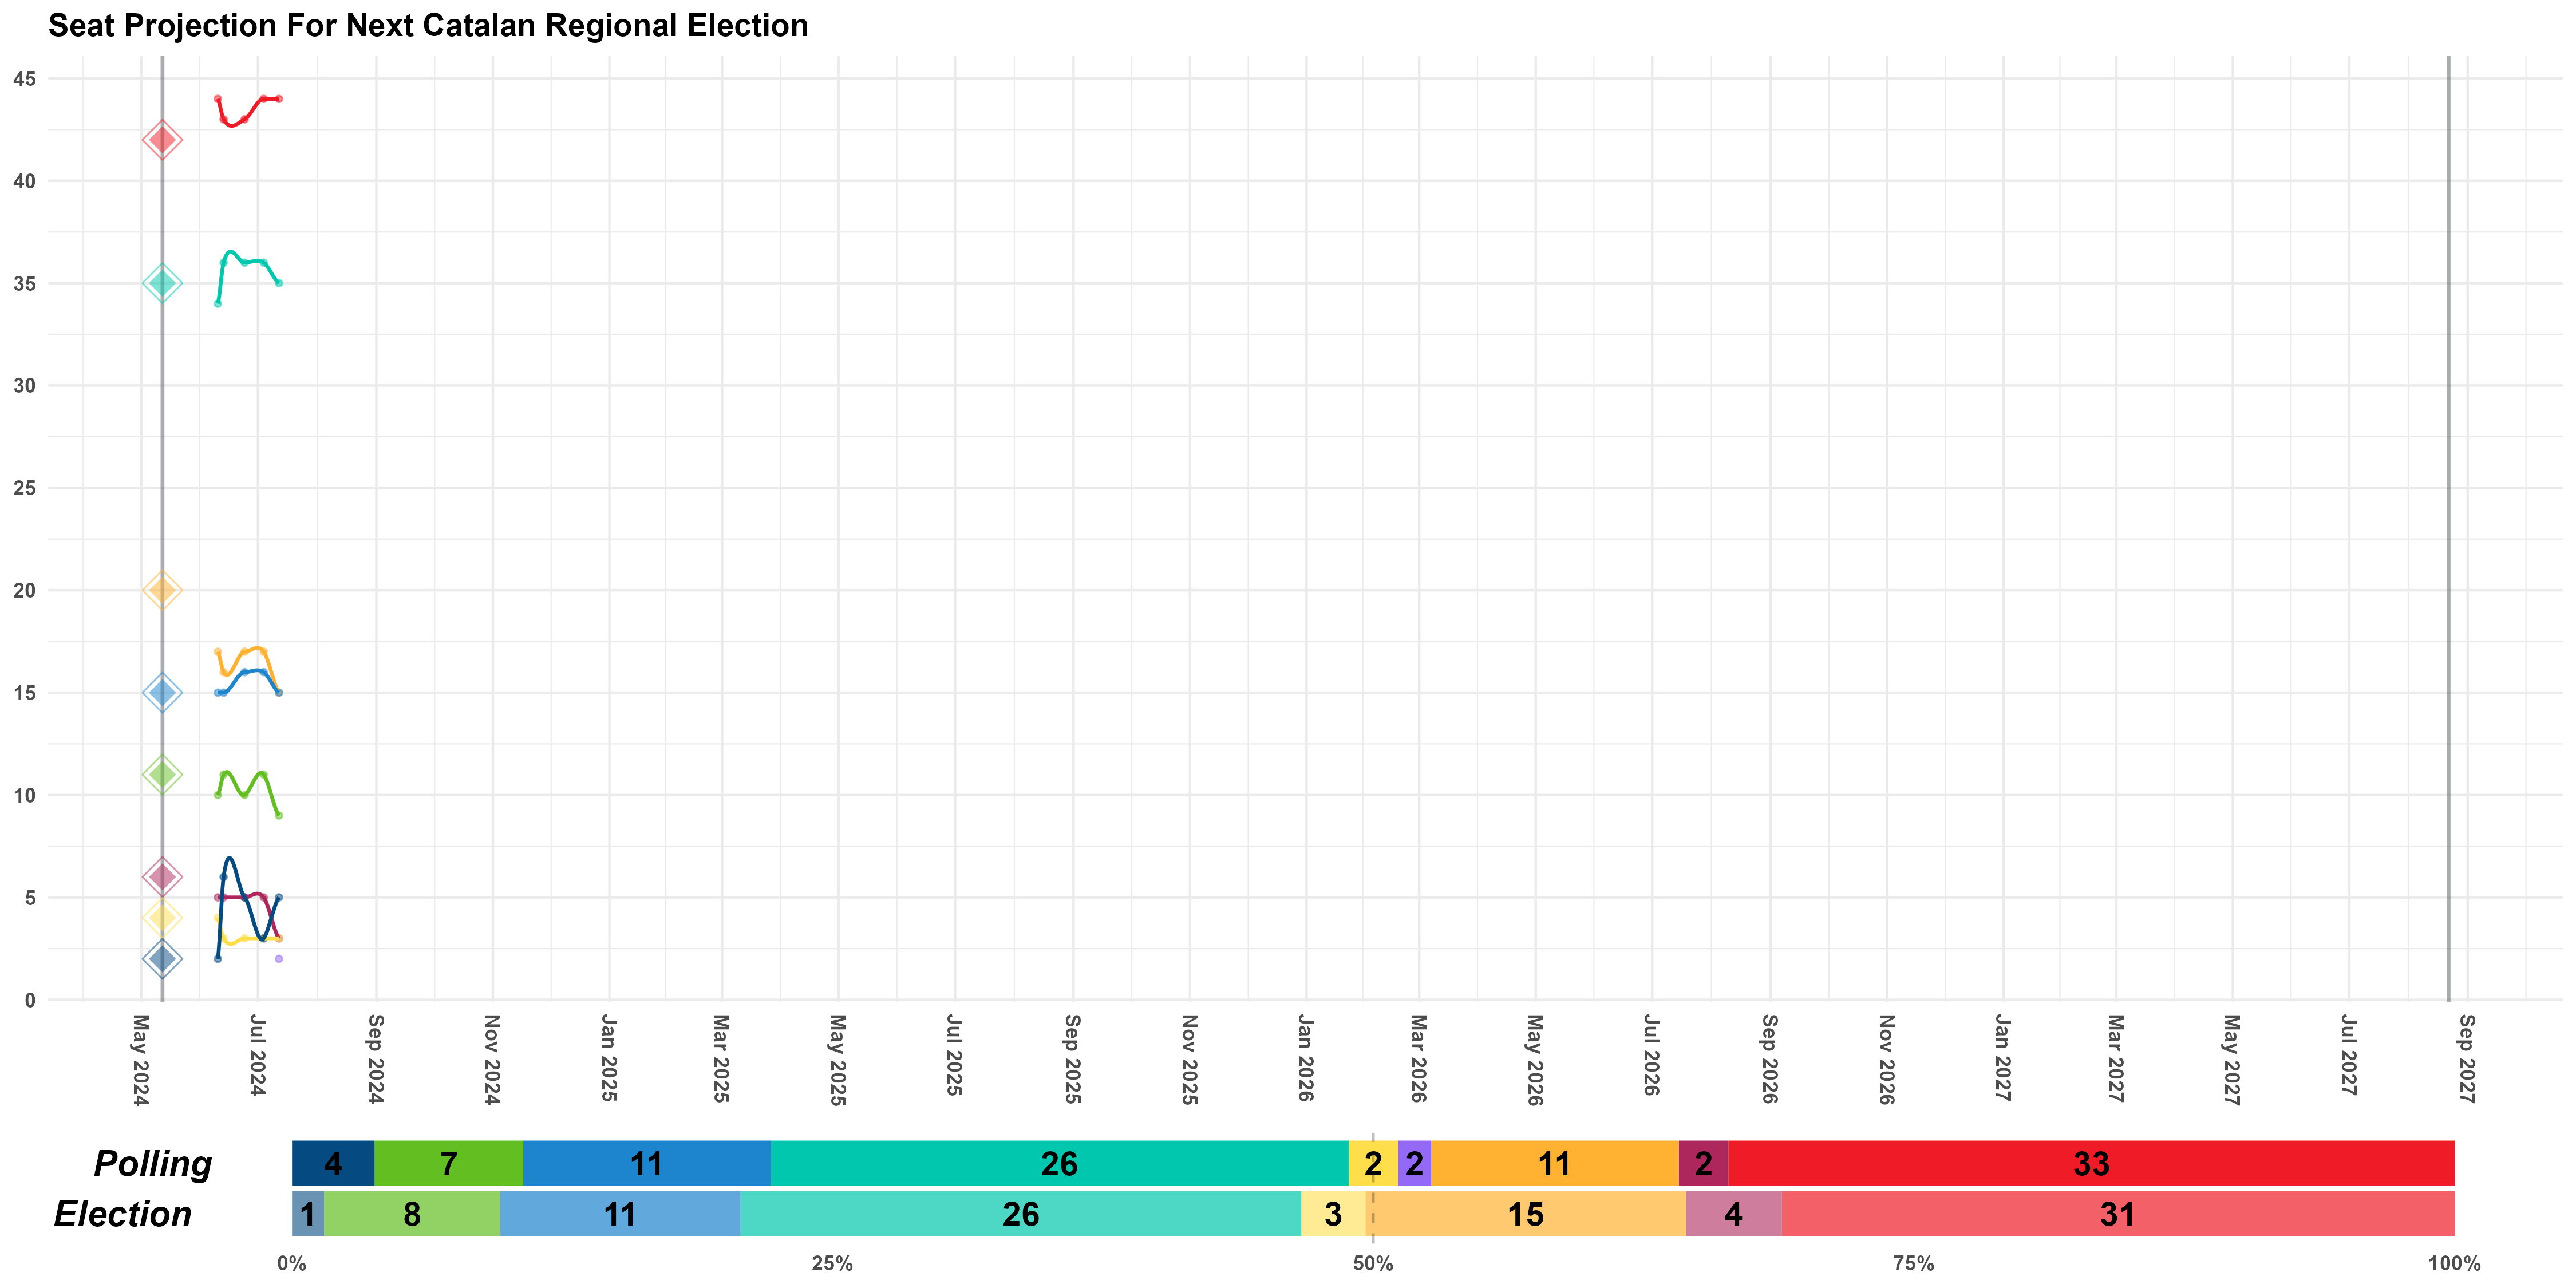 Seat Projection For Next Catalan Regional Election
45
40
35
30
25
20
15
10
5
0
May 2024
Jul 2024
Sep 2024
Nov 2024
Jan 2025
Mar 2025
May 2025
Jul 2025
Sep 2025
Nov 2025
Jan 2026
Mar 2026
May 2026
Jul 2026
Sep 2026
Nov 2026
Jan 2027
Mar 2027
May 2027
Jul 2027
Sep 2027
Polling 4 7 11 26 2 2 11 2 33
Election 1 8 11 26 3 15 4 31
0% 25% 50% 75% 100%